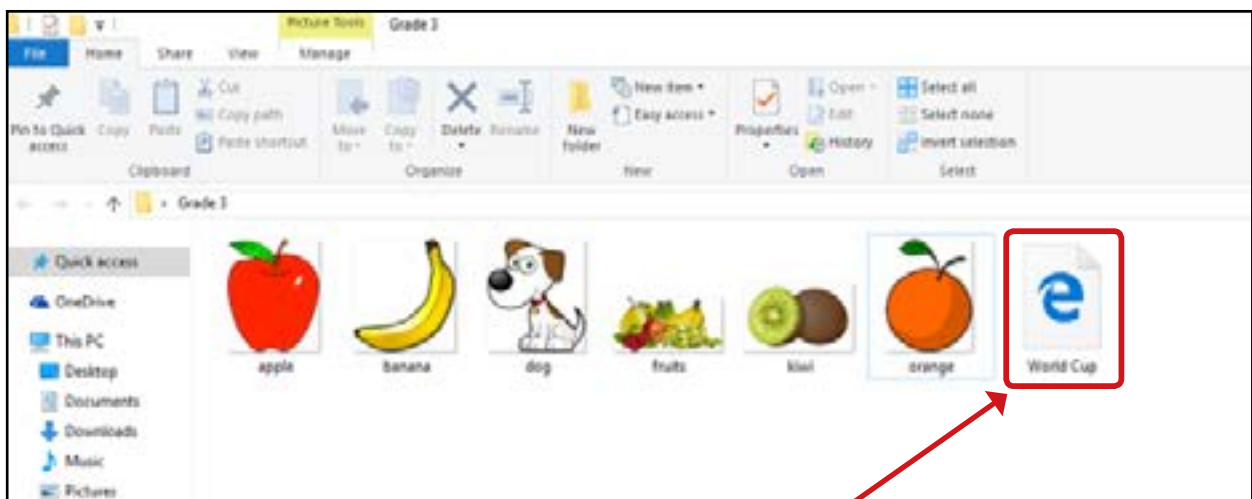 Picture Tools Grade 3
File Home Share View Manage
Pin to Quick access Copy Paste Cut Copy path Paste shortcut
Move to Copy to Delete Rename New folder New item Easy access
Properties Open Edit History Select all Select none Invert selection
Clipboard Organize New Open Select
Grade 3
Quick access
OneDrive
This PC
Desktop
Documents
Downloads
Music
Pictures
apple banana dog fruits kiwi orange World Cup